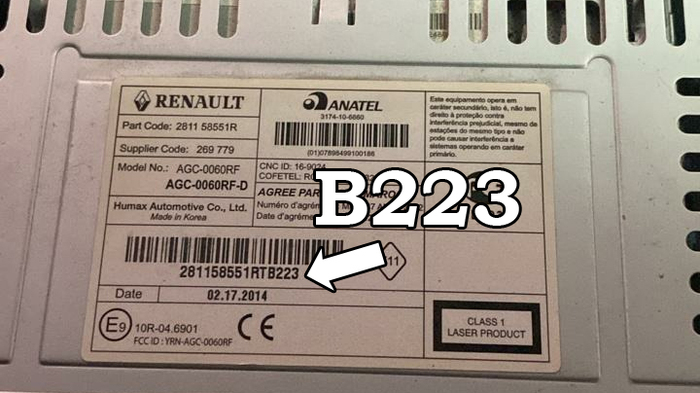 RENAULT
Part Code: 2811 58551R
Supplier Code: 269 779
Model No.: AGC-0060RF
AGC-0060RF-D
Humax Automotive Co., Ltd.
Made in Korea
ANATEL
3174-10-6660
(01)07898499100186
CNC ID: 16-9024
COFETEL:
AGREE PAR
Numéro d'agrém
Date d'agréme
Este equipamento opera em
caráter secundário, isto é, não tem
direito à proteção contra
interferência prejudicial, mesmo de
estações do mesmo tipo e não
pode causar interferência a
sistemas operando em caráter
primário.
B223
281158551RTB223
11
Date
02.17.2014
E9
10R-04.6901
CE
FCC ID : YRN-AGC-0060RF
CLASS 1
LASER PRODUCT